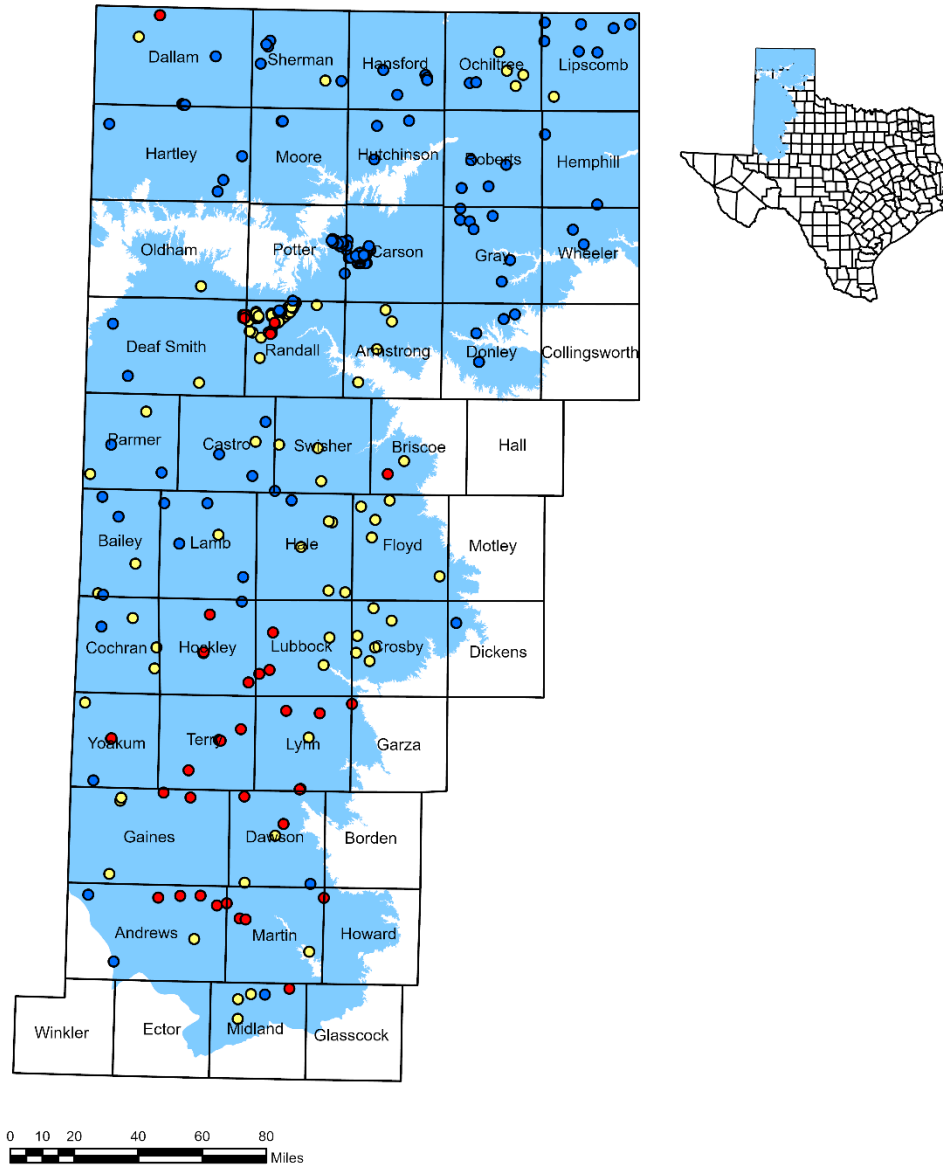 Dallam
Sherman
Hansford
Ochiltree
Lipscomb
Hartley
Moore
Hutchinson
Roberts
Hemphill
Oldham
Potter
Carson
Gray
Wheeler
Deaf Smith
Randall
Armstrong
Donley
Collingsworth
Parmer
Castro
Swisher
Briscoe
Hall
Bailey
Lamb
Hale
Floyd
Motley
Cochran
Hockley
Lubbock
Crosby
Dickens
Yoakum
Terry
Lynn
Garza
Gaines
Dawson
Borden
Andrews
Martin
Howard
Winkler
Ector
Midland
Glasscock
0 10 20 40 60 80
Miles